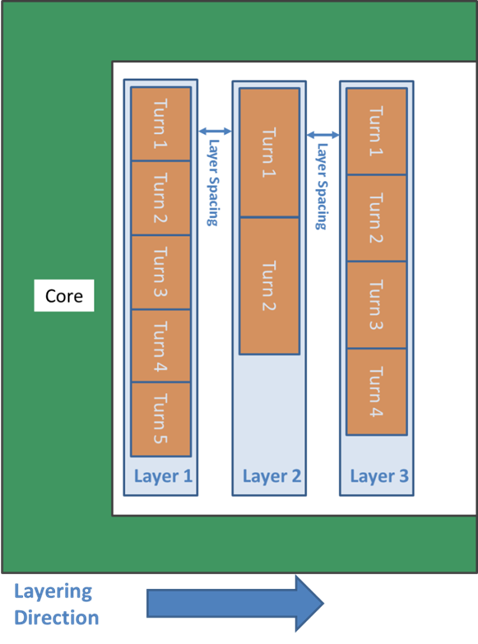 Turn 1
Turn 2
Turn 3
Turn 4
Turn 5
Layer 1
Layer Spacing
Turn 1
Turn 2
Layer 2
Layer Spacing
Turn 1
Turn 2
Turn 3
Turn 4
Layer 3
Core
Layering
Direction